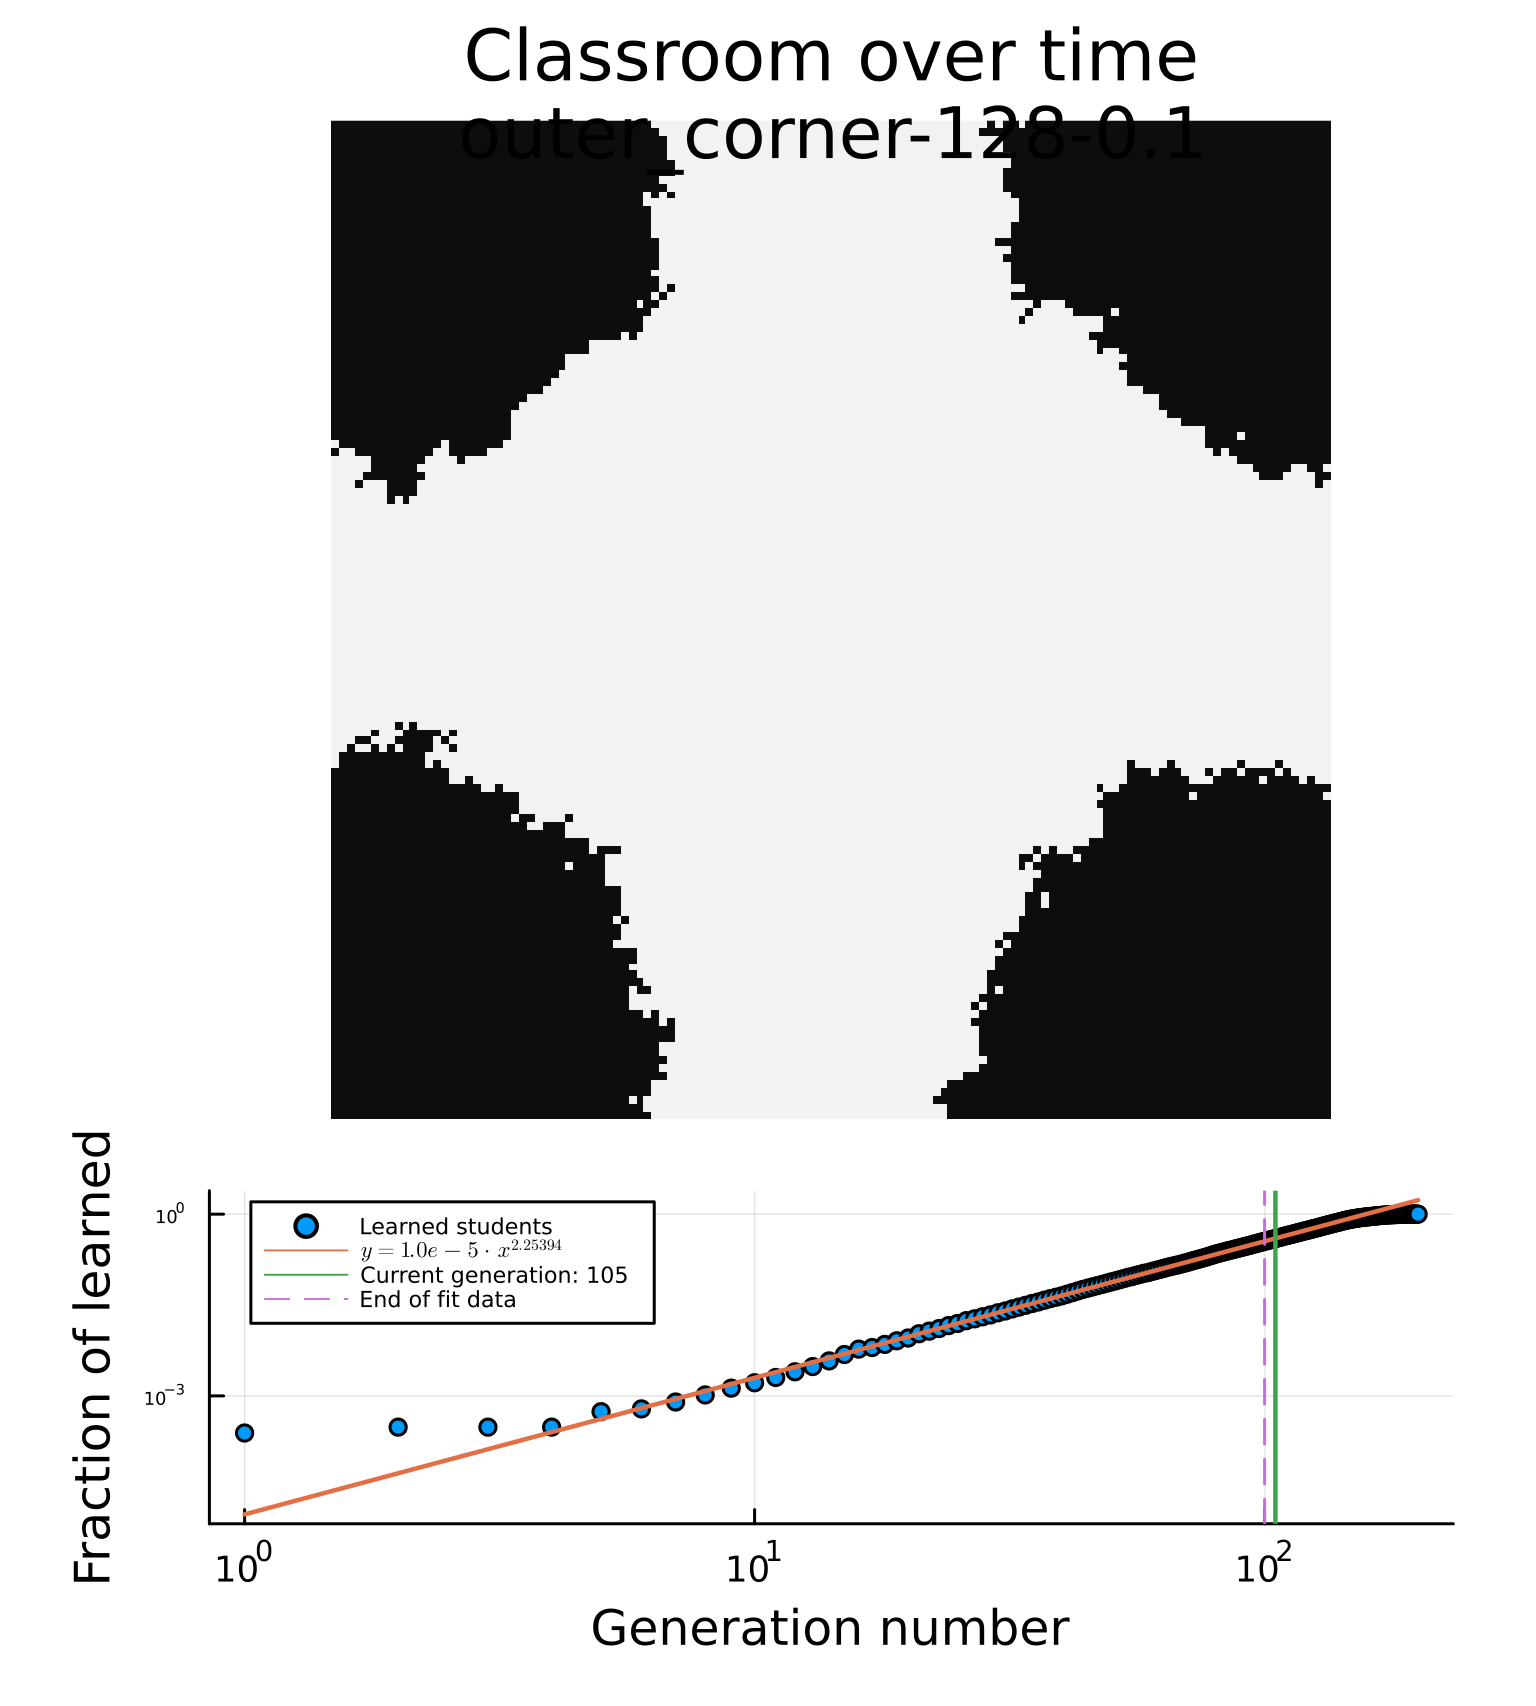 Classroom over time
outer_corner-128-0.1
Fraction of learned
10^0
10^-3
Learned students
y = 1.0e − 5 · x^2.25394
Current generation: 105
End of fit data
10^0
10^1
10^2
Generation number